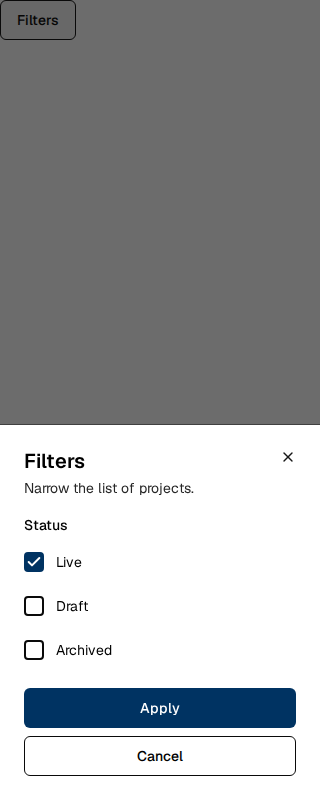 Filters
Filters
Narrow the list of projects.
Status
Live
Draft
Archived
Apply
Cancel